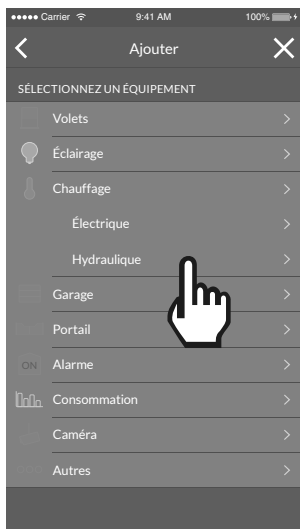 Carrier 9:41 AM 100%
Ajouter
SÉLECTIONNEZ UN ÉQUIPEMENT
Volets
Éclairage
Chauffage
Électrique
Hydraulique
Garage
Portail
ON Alarme
Consommation
Caméra
Autres